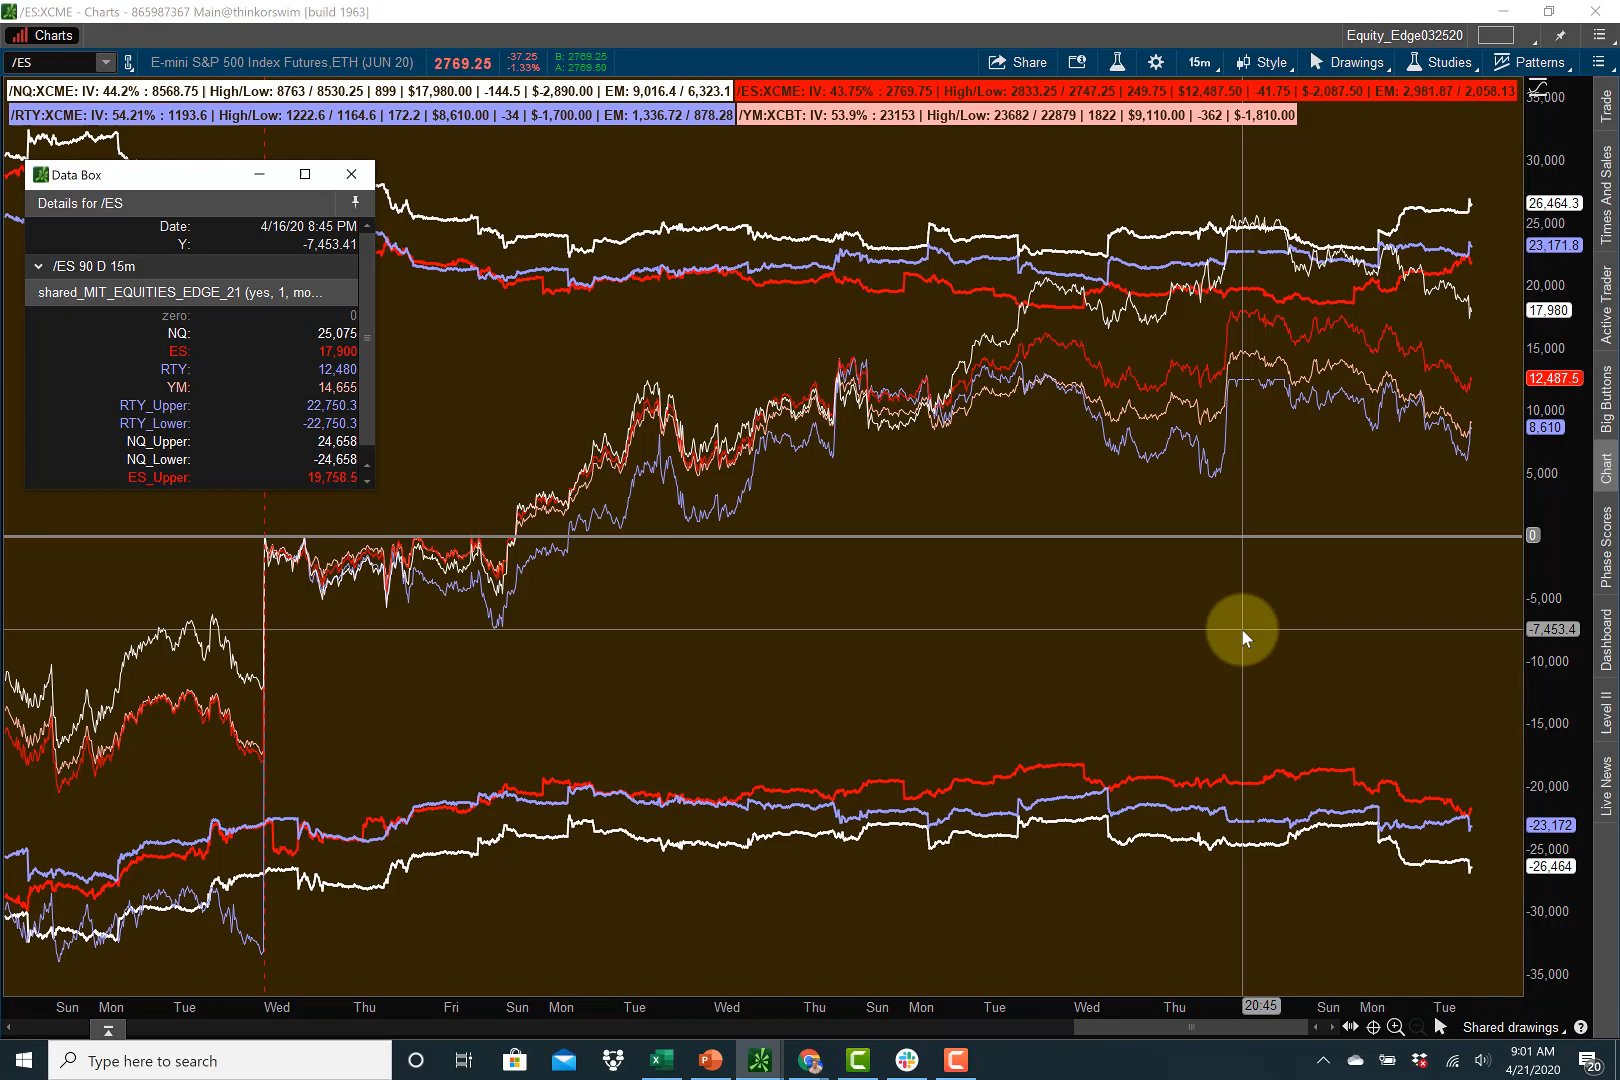 /ES:XCME - Charts - 865987367 Main@thinkorswim [build 1963]
Charts
Equity_Edge032520
/ES
E-mini S&P 500 Index Futures,ETH (JUN 20)
2769.25
-37.25
-1.33%
B: 2769.25
A: 2769.50
Share
15m
Style
Drawings
Studies
Patterns
/NQ:XCME: IV: 44.2% : 8568.75 | High/Low: 8763 / 8530.25 | 899 | $17,980.00 | -144.5 | $-2,890.00 | EM: 9,016.4 / 6,323.1
/ES:XCME: IV: 43.75% : 2769.75 | High/Low: 2833.25 / 2747.25 | 249.75 | $12,487.50 | -41.75 | $-2,087.50 | EM: 2,981.87 / 2,058.13
/RTY:XCME: IV: 54.21% : 1193.6 | High/Low: 1222.6 / 1164.6 | 172.2 | $8,610.00 | -34 | $-1,700.00 | EM: 1,336.72 / 878.28
/YM:XCBT: IV: 53.9% : 23153 | High/Low: 23682 / 22879 | 1822 | $9,110.00 | -362 | $-1,810.00
Data Box
Details for /ES
Date: 4/16/20 8:45 PM
Y: -7,453.41
/ES 90 D 15m
shared_MIT_EQUITIES_EDGE_21 (yes, 1, mo...
zero: 0
NQ: 25,075
ES: 17,900
RTY: 12,480
YM: 14,655
RTY_Upper: 22,750.3
RTY_Lower: -22,750.3
NQ_Upper: 24,658
NQ_Lower: -24,658
ES_Upper: 19,758.5
35,000
30,000
26,464.3
25,000
23,171.8
20,000
17,980
15,000
12,487.5
10,000
8,610
5,000
0
-5,000
-7,453.4
-10,000
-15,000
-20,000
-23,172
-25,000
-26,464
-30,000
-35,000
Trade
Times And Sales
Active Trader
Big Buttons
Chart
Phase Scores
Dashboard
Level II
Live News
Sun Mon Tue Wed Thu Fri Sun Mon Tue Wed Thu Sun Mon Tue Wed Thu 20:45 Sun Mon Tue
Shared drawings
Type here to search
9:01 AM
4/21/2020
20